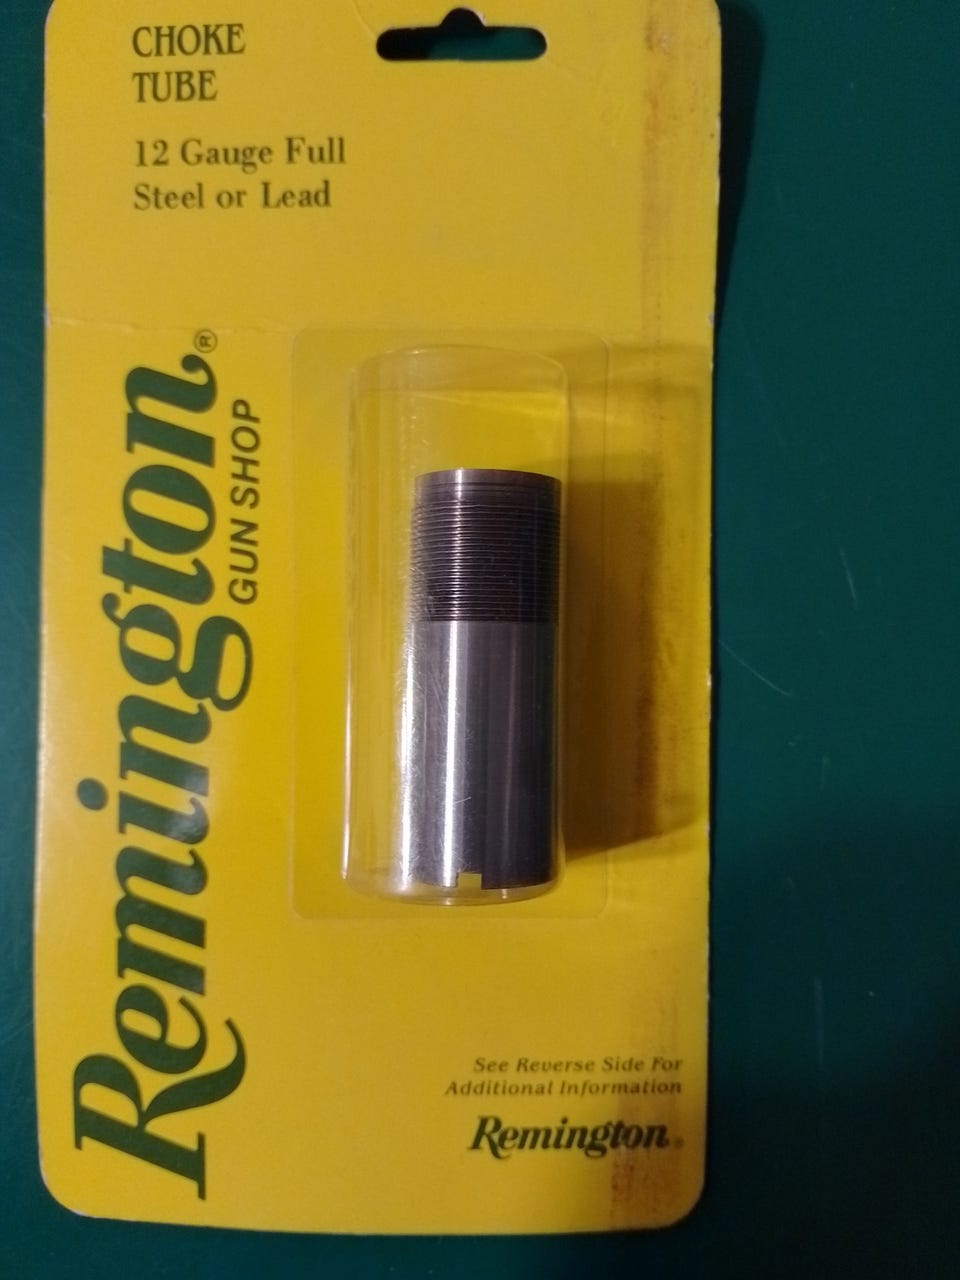 CHOKE
TUBE
12 Gauge Full
Steel or Lead
Remington®
GUN SHOP
See Reverse Side For
Additional Information
Remington®